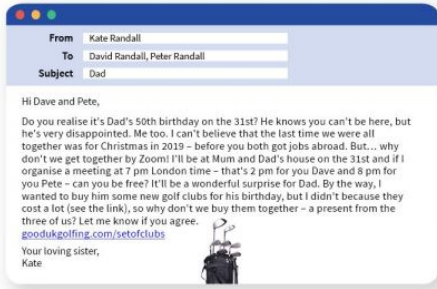 From Kate Randall
To David Randall, Peter Randall
Subject Dad
Hi Dave and Pete,
Do you realise it's Dad's 50th birthday on the 31st? He knows you can't be here, but
he's very disappointed. Me too. I can't believe that the last time we were all
together was for Christmas in 2019 – before you both got jobs abroad. But... why
don't we get together by Zoom! I'll be at Mum and Dad's house on the 31st and if I
organise a meeting at 7 pm London time – that's 2 pm for you Dave and 8 pm for
you Pete – can you be free? It'll be a wonderful surprise for Dad. By the way, I
wanted to buy him some new golf clubs for his birthday, but I didn't because they
cost a lot (see the link), so why don't we buy them together – a present from the
three of us? Let me know if you agree.
goodukgolfing.com/setofclubs
Your loving sister,
Kate